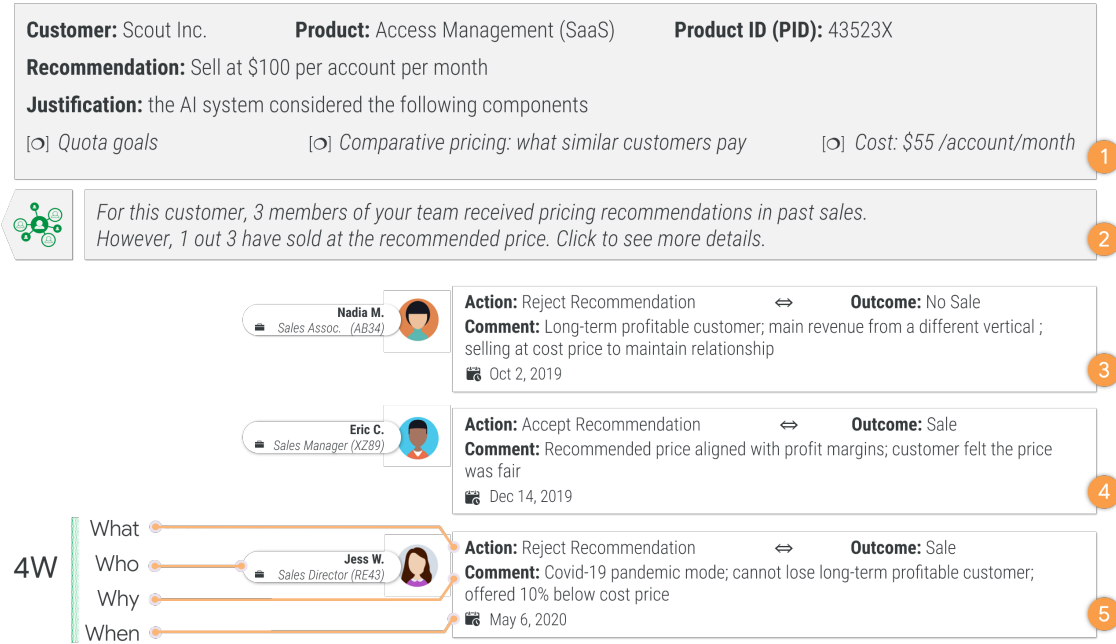 Customer: Scout Inc. Product: Access Management (SaaS) Product ID (PID): 43523X
Recommendation: Sell at $100 per account per month
Justification: the AI system considered the following components
Quota goals Comparative pricing: what similar customers pay Cost: $55 /account/month
1
For this customer, 3 members of your team received pricing recommendations in past sales.
However, 1 out 3 have sold at the recommended price. Click to see more details.
2
Nadia M.
Sales Assoc. (AB34)
Action: Reject Recommendation ⇔ Outcome: No Sale
Comment: Long-term profitable customer; main revenue from a different vertical ;
selling at cost price to maintain relationship
Oct 2, 2019
3
Eric C.
Sales Manager (XZ89)
Action: Accept Recommendation ⇔ Outcome: Sale
Comment: Recommended price aligned with profit margins; customer felt the price
was fair
Dec 14, 2019
4
4W
What
Who
Why
When
Jess W.
Sales Director (RE43)
Action: Reject Recommendation ⇔ Outcome: Sale
Comment: Covid-19 pandemic mode; cannot lose long-term profitable customer;
offered 10% below cost price
May 6, 2020
5